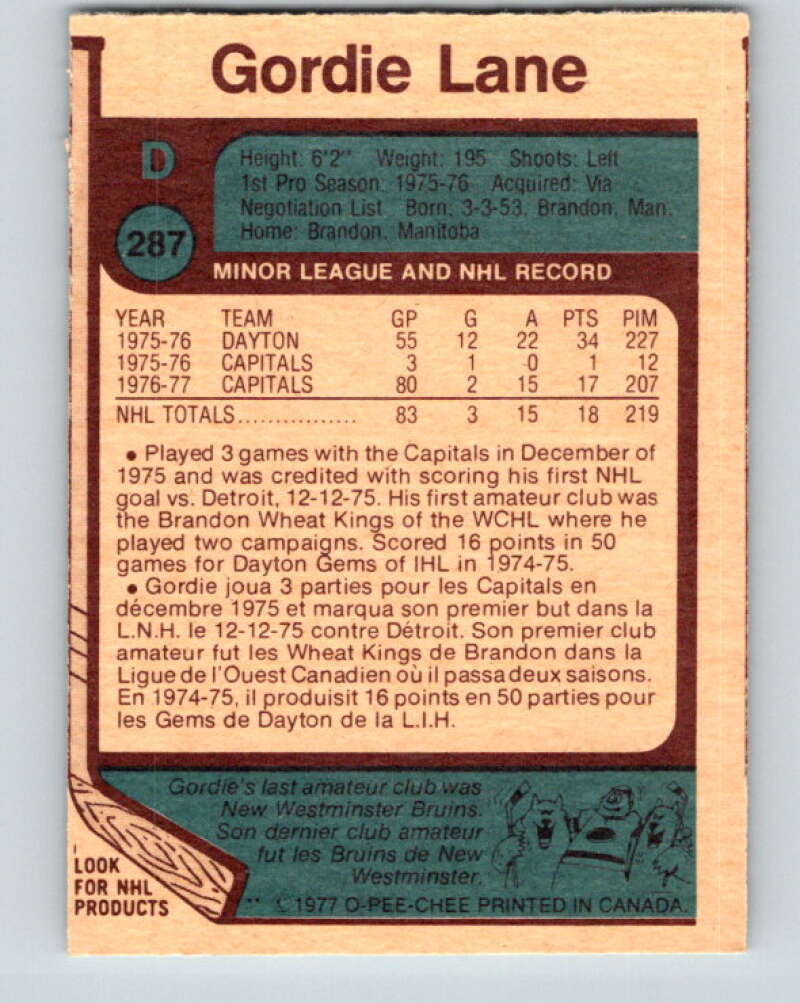 Gordie Lane
D
287
Height: 6'2" Weight: 195 Shoots: Left
1st Pro Season: 1975-76 Acquired: Via
Negotiation List Born: 3-3-53, Brandon, Man.
Home: Brandon, Manitoba
MINOR LEAGUE AND NHL RECORD
YEAR TEAM GP G A PTS PIM
1975-76 DAYTON 55 12 22 34 227
1975-76 CAPITALS 3 1 0 1 12
1976-77 CAPITALS 80 2 15 17 207
NHL TOTALS................ 83 3 15 18 219
• Played 3 games with the Capitals in December of
1975 and was credited with scoring his first NHL
goal vs. Detroit, 12-12-75. His first amateur club was
the Brandon Wheat Kings of the WCHL where he
played two campaigns. Scored 16 points in 50
games for Dayton Gems of IHL in 1974-75.
• Gordie joua 3 parties pour les Capitals en
décembre 1975 et marqua son premier but dans la
L.N.H. le 12-12-75 contre Détroit. Son premier club
amateur fut les Wheat Kings de Brandon dans la
Ligue de l'Ouest Canadien où il passa deux saisons.
En 1974-75, il produisit 16 points en 50 parties pour
les Gems de Dayton de la L.I.H.
Gordie's last amateur club was
New Westminster Bruins.
Son dernier club amateur
fut les Bruins de New
Westminster.
LOOK
FOR NHL
PRODUCTS
** © 1977 O-PEE-CHEE PRINTED IN CANADA.